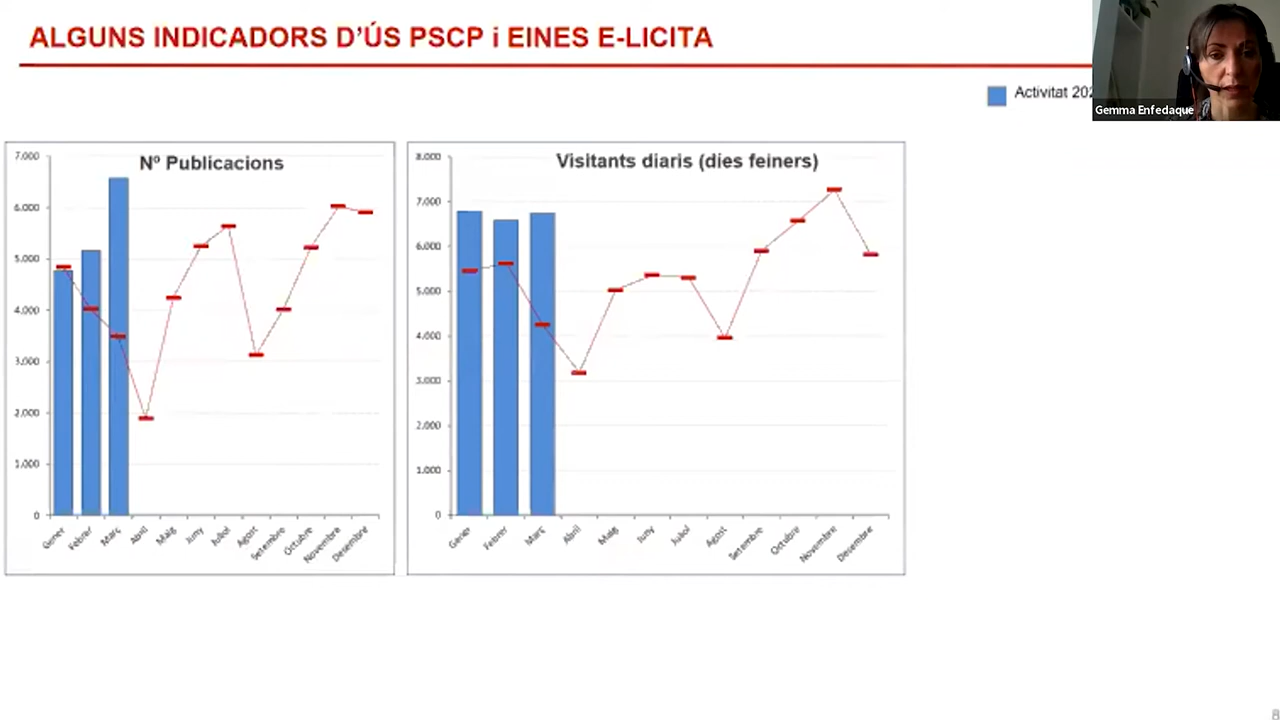 ALGUNS INDICADORS D'ÚS PSCP i EINES E-LICITA
Activitat 202
Gemma Enfedaque
Nº Publicacions
7.000
6.000
5.000
4.000
3.000
2.000
1.000
0
Gener
Febrer
Març
Abril
Maig
Juny
Juliol
Agost
Setembre
Octubre
Novembre
Desembre
Visitants diaris (dies feiners)
8.000
7.000
6.000
5.000
4.000
3.000
2.000
1.000
0
Gener
Febrer
Març
Abril
Maig
Juny
Juliol
Agost
Setembre
Octubre
Novembre
Desembre
8